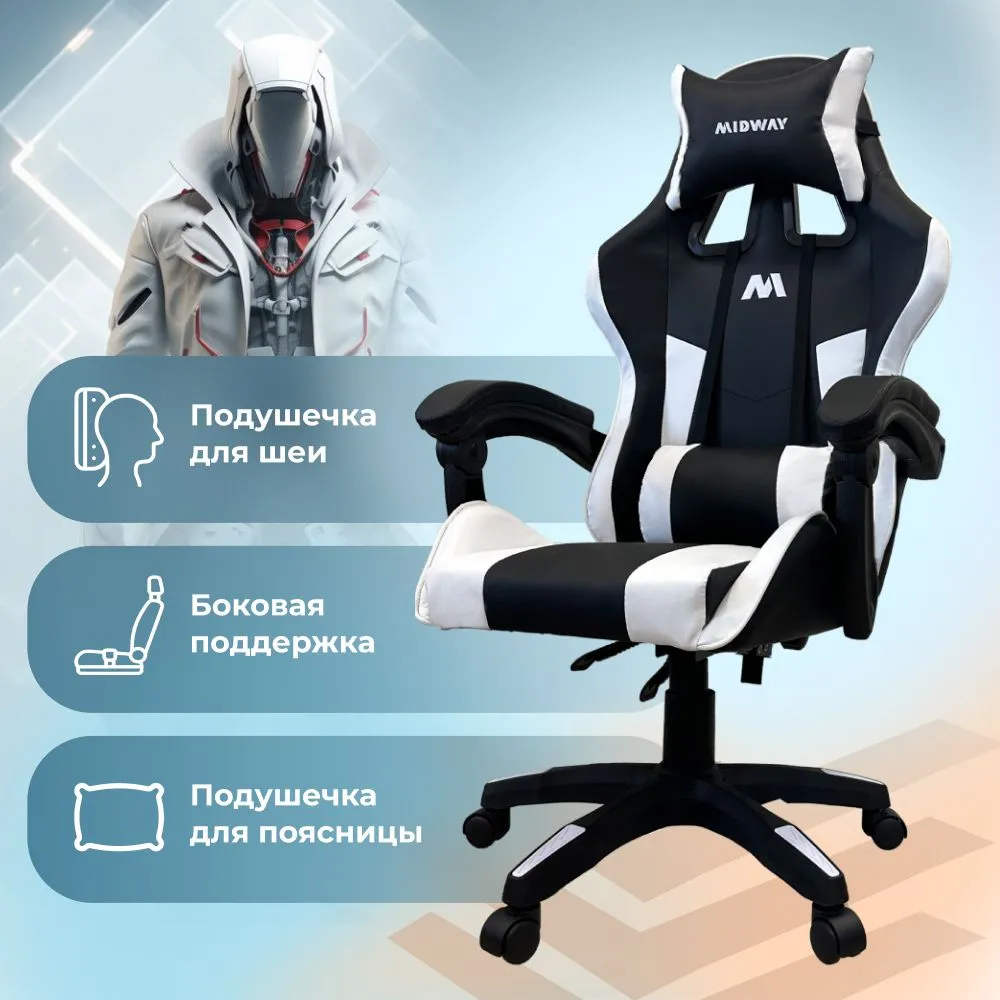 MIDWAY
M
Подушечка
для шеи
Боковая
поддержка
Подушечка
для поясницы